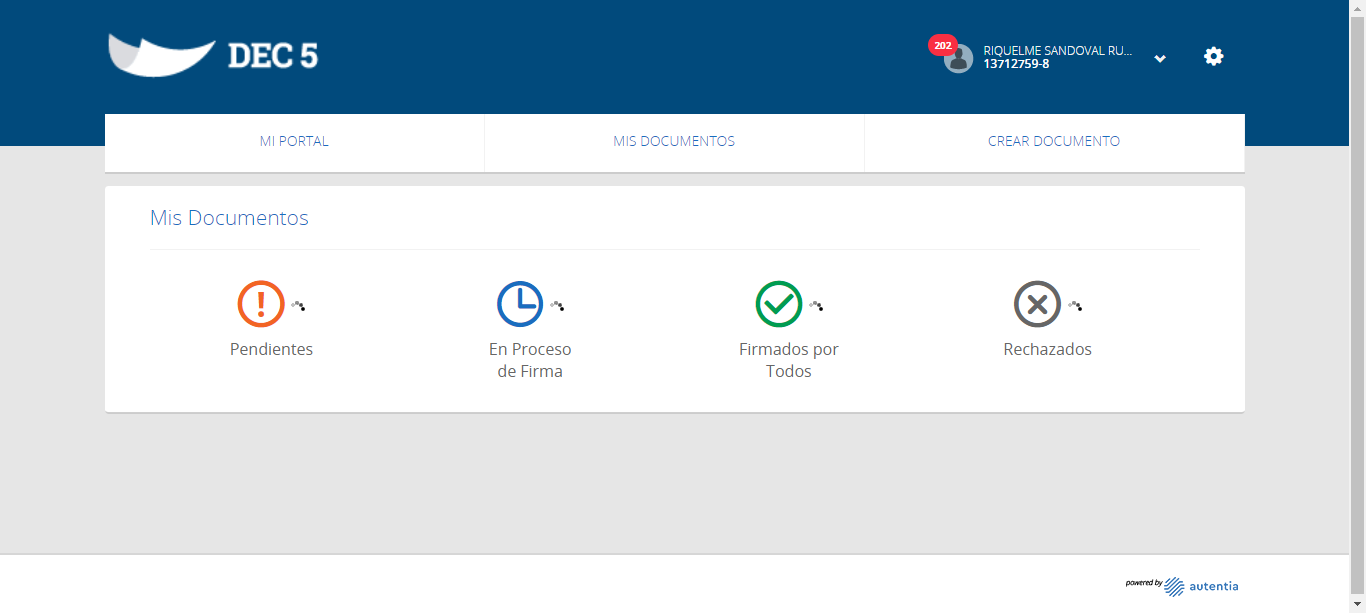 DEC 5
202
RIQUELME SANDOVAL RU...
13712759-8
MI PORTAL
MIS DOCUMENTOS
CREAR DOCUMENTO
Mis Documentos
Pendientes
En Proceso
de Firma
Firmados por
Todos
Rechazados
powered by autentia